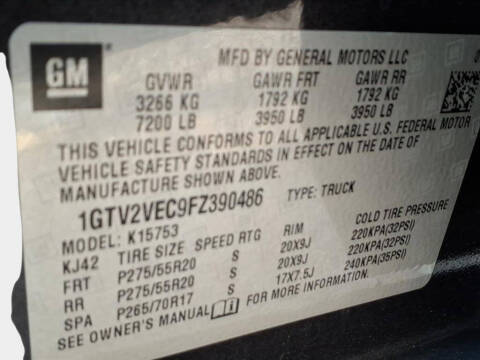 GM
MFD BY GENERAL MOTORS LLC 0
GVWR GAWR FRT GAWR RR
3266 KG 1792 KG 1792 KG
7200 LB 3950 LB 3950 LB
THIS VEHICLE CONFORMS TO ALL APPLICABLE U.S. FEDERAL MOTOR
VEHICLE SAFETY STANDARDS IN EFFECT ON THE DATE OF
MANUFACTURE SHOWN ABOVE.
1GTV2VEC9FZ390486 TYPE: TRUCK
MODEL: K15753
KJ42 TIRE SIZE SPEED RTG RIM COLD TIRE PRESSURE
FRT P275/55R20 S 20X9J 220KPA(32PSI)
RR P275/55R20 S 20X9J 220KPA(32PSI)
SPA P265/70R17 S 17X7.5J 240KPA(35PSI)
SEE OWNER'S MANUAL FOR MORE INFORMATION.